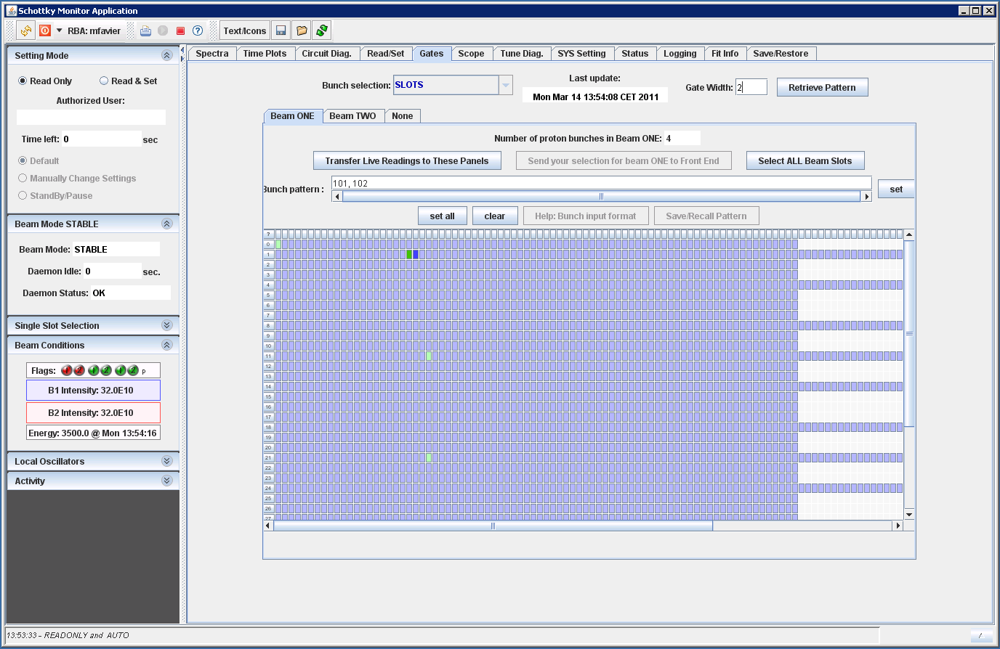 Schottky Monitor Application
RBA: mfavier
Text/Icons
Setting Mode
Read Only
Read & Set
Authorized User:
Time left: 0 sec
Default
Manually Change Settings
StandBy/Pause
Beam Mode STABLE
Beam Mode: STABLE
Daemon Idle: 0 sec.
Daemon Status: OK
Single Slot Selection
Beam Conditions
Flags: 1 2 1 2 1 2 p
B1 Intensity: 32.0E10
B2 Intensity: 32.0E10
Energy: 3500.0 @ Mon 13:54:16
Local Oscillators
Activity
Spectra Time Plots Circuit Diag. Read/Set Gates Scope Tune Diag. SYS Setting Status Logging Fit Info Save/Restore
Bunch selection: SLOTS
Last update:
Mon Mar 14 13:54:08 CET 2011
Gate Width: 2
Retrieve Pattern
Beam ONE Beam TWO None
Number of proton bunches in Beam ONE: 4
Transfer Live Readings to These Panels
Send your selection for beam ONE to Front End
Select ALL Beam Slots
Bunch pattern : 101, 102
set
set all
clear
Help: Bunch input format
Save/Recall Pattern
?
0
1
2
3
4
5
6
7
8
9
10
11
12
13
14
15
16
17
18
19
20
21
22
23
24
25
26
27
13:53:33 - READONLY and AUTO